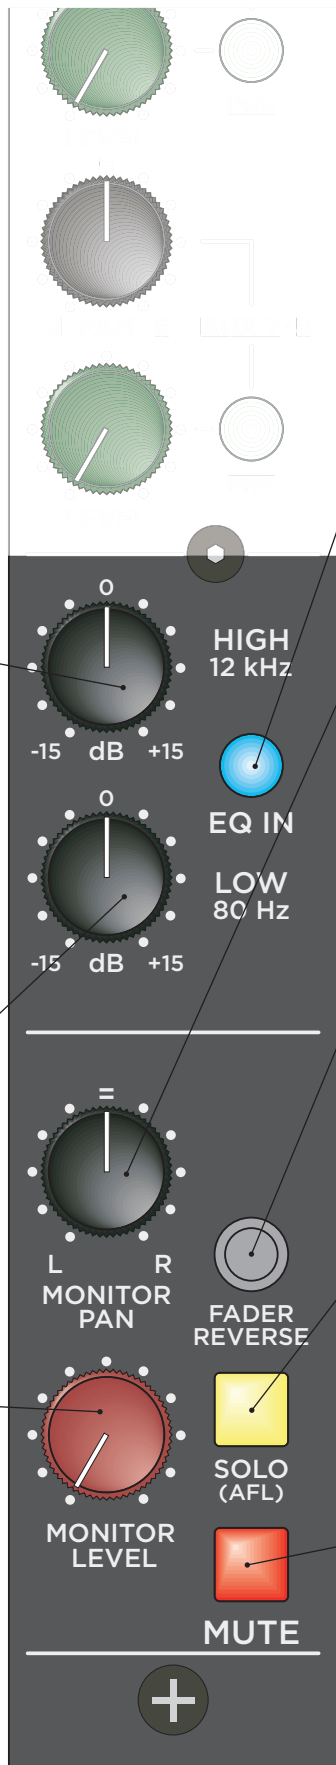 0
HIGH
12 kHz
-15 dB +15
EQ IN
0
LOW
80 Hz
-15 dB +15
=
L R
MONITOR
PAN
FADER
REVERSE
SOLO
(AFL)
MONITOR
LEVEL
MUTE